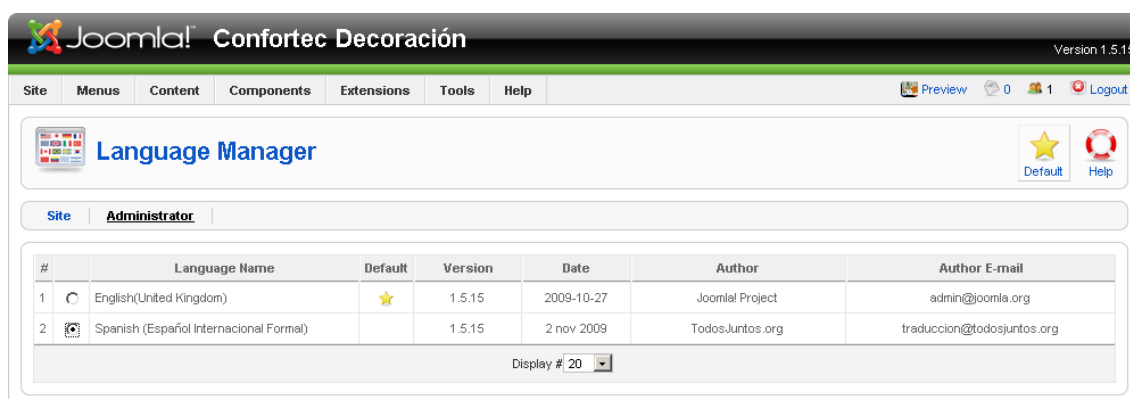 Joomla! Confortec Decoración
Version 1.5.15
Site Menus Content Components Extensions Tools Help Preview 0 1 Logout
Language Manager
Default Help
Site Administrator
# Language Name Default Version Date Author Author E-mail
1 English(United Kingdom) 1.5.15 2009-10-27 Joomla! Project admin@joomla.org
2 Spanish (Español Internacional Formal) 1.5.15 2 nov 2009 TodosJuntos.org traduccion@todosjuntos.org
Display # 20